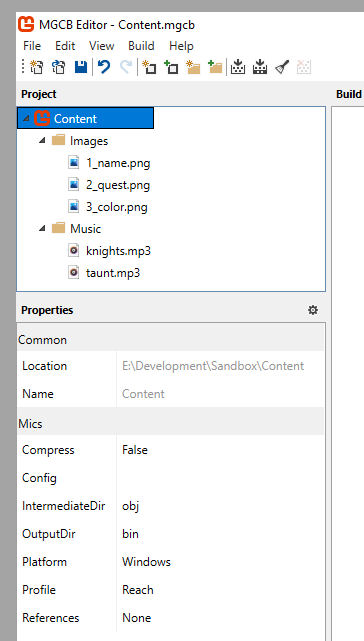 MGCB Editor - Content.mgcb
File Edit View Build Help
Project
Build
Content
Images
1_name.png
2_quest.png
3_color.png
Music
knights.mp3
taunt.mp3
Properties
Common
Location E:\Development\Sandbox\Content
Name Content
Mics
Compress False
Config
IntermediateDir obj
OutputDir bin
Platform Windows
Profile Reach
References None